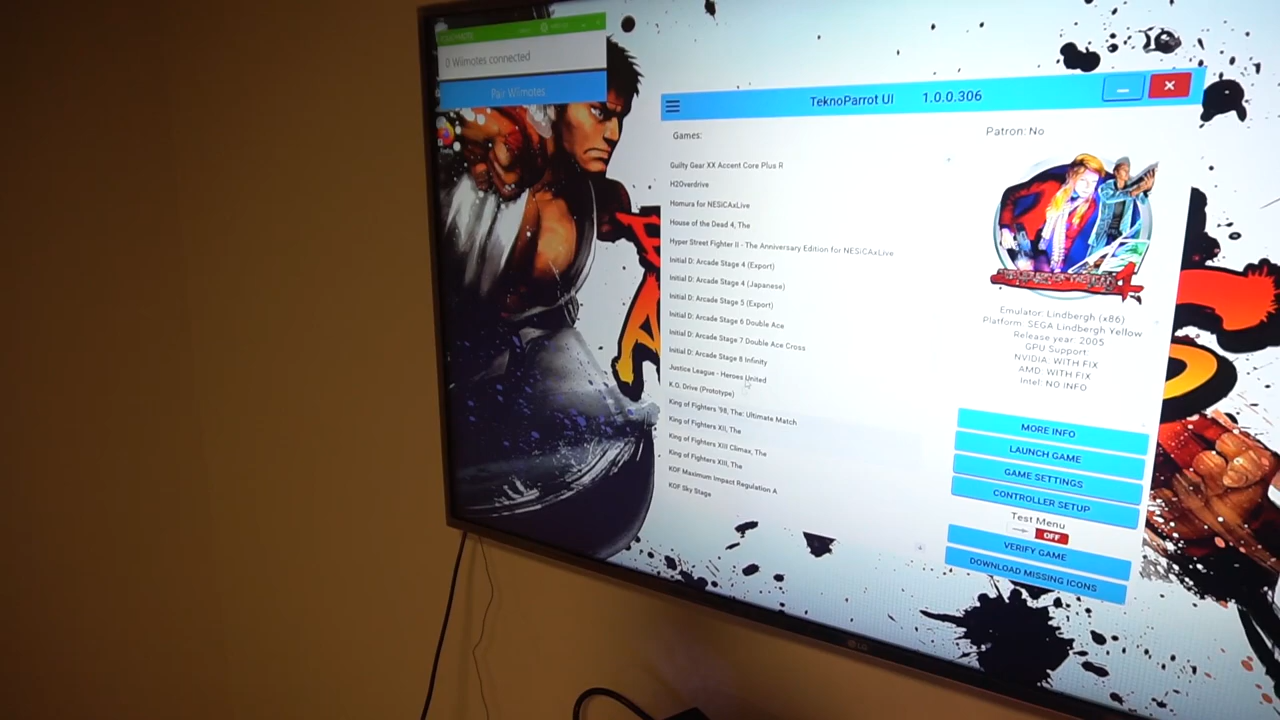 0 Wiimotes connected
Pair Wiimotes
TeknoParrot UI 1.0.0.306
Games:
Guilty Gear XX Accent Core Plus R
H2Overdrive
Homura for NESiCAxLive
House of the Dead 4, The
Hyper Street Fighter II - The Anniversary Edition for NESiCAxLive
Initial D: Arcade Stage 4 (Export)
Initial D: Arcade Stage 4 (Japanese)
Initial D: Arcade Stage 5 (Export)
Initial D: Arcade Stage 6 Double Ace
Initial D: Arcade Stage 7 Double Ace Cross
Initial D: Arcade Stage 8 Infinity
Justice League - Heroes United
K.O. Drive (Prototype)
King of Fighters '98, The: Ultimate Match
King of Fighters XII, The
King of Fighters XIII Climax, The
King of Fighters XIII, The
KOF Maximum Impact Regulation A
KOF Sky Stage
Patron: No
Emulator: Lindbergh (x86)
Platform: SEGA Lindbergh Yellow
Release year: 2005
GPU Support:
NVIDIA: WITH FIX
AMD: WITH FIX
Intel: NO INFO
MORE INFO
LAUNCH GAME
GAME SETTINGS
CONTROLLER SETUP
Test Menu
OFF
VERIFY GAME
DOWNLOAD MISSING ICONS
LG